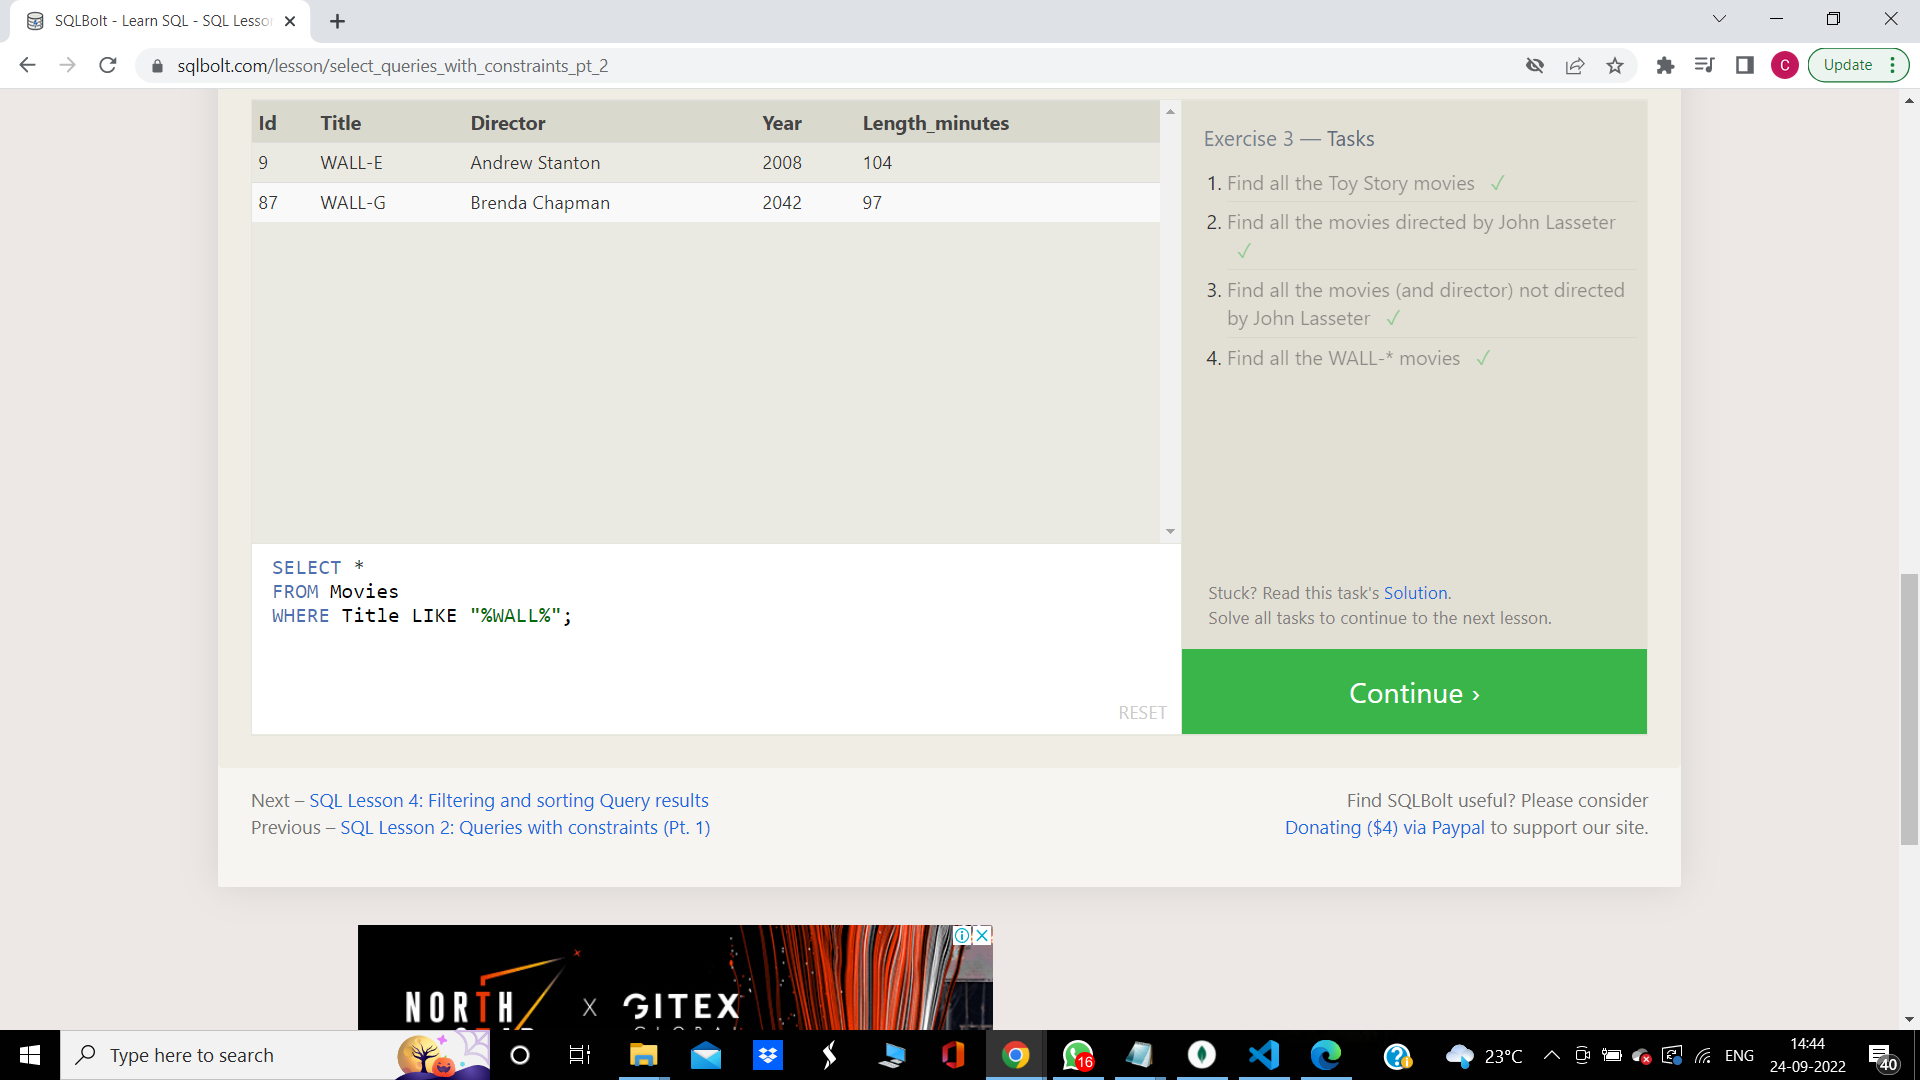 SQLBolt - Learn SQL - SQL Lesson
sqlbolt.com/lesson/select_queries_with_constraints_pt_2
C
Update
Id Title Director Year Length_minutes
9 WALL-E Andrew Stanton 2008 104
87 WALL-G Brenda Chapman 2042 97
Exercise 3 — Tasks
1. Find all the Toy Story movies ✓
2. Find all the movies directed by John Lasseter
✓
3. Find all the movies (and director) not directed
by John Lasseter ✓
4. Find all the WALL-* movies ✓
SELECT *
FROM Movies
WHERE Title LIKE "%WALL%";
RESET
Stuck? Read this task's Solution.
Solve all tasks to continue to the next lesson.
Continue ›
Next – SQL Lesson 4: Filtering and sorting Query results
Previous – SQL Lesson 2: Queries with constraints (Pt. 1)
Find SQLBolt useful? Please consider
Donating ($4) via Paypal to support our site.
NORTH
X GITEX
Type here to search
16
23°C
ENG
14:44
24-09-2022
40